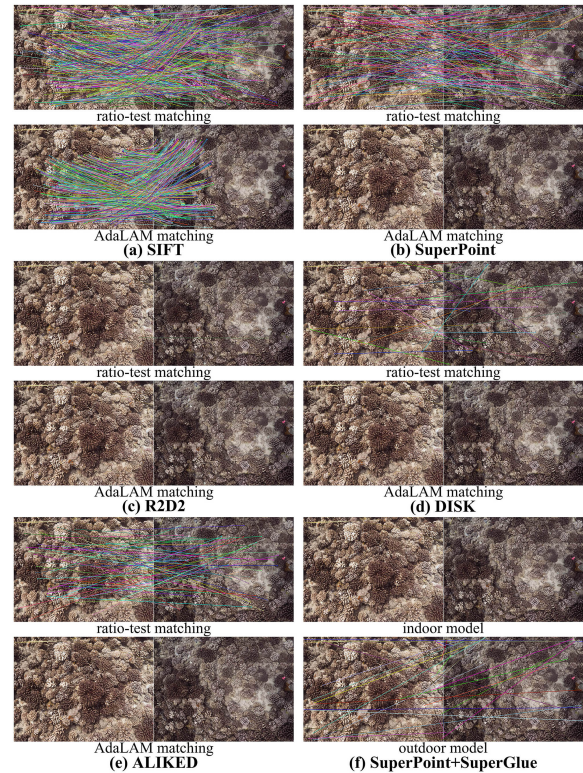 ratio-test matching
ratio-test matching
AdaLAM matching
AdaLAM matching
(a) SIFT
(b) SuperPoint
ratio-test matching
ratio-test matching
AdaLAM matching
AdaLAM matching
(c) R2D2
(d) DISK
ratio-test matching
indoor model
AdaLAM matching
outdoor model
(e) ALIKED
(f) SuperPoint+SuperGlue